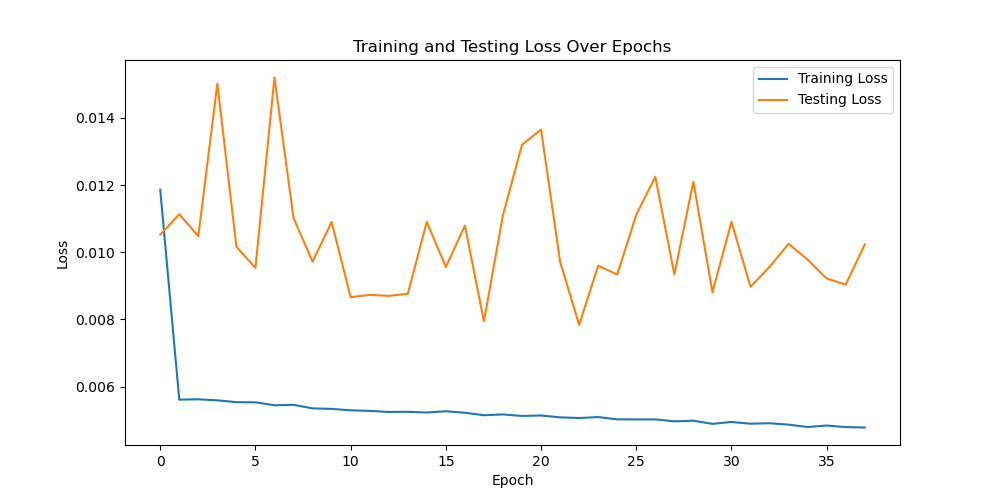 Training and Testing Loss Over Epochs
Training Loss
Testing Loss
0.014
0.012
0.010
0.008
0.006
Loss
0 5 10 15 20 25 30 35
Epoch